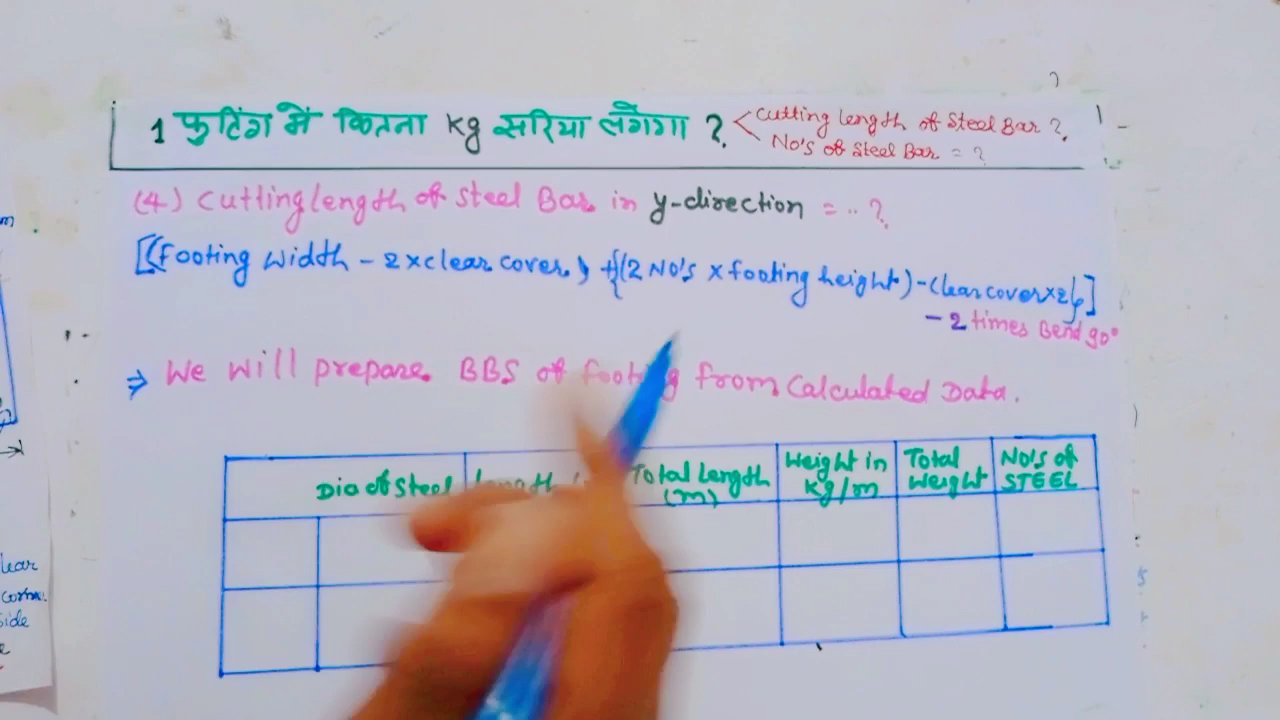 1 फुटिंग में कितना kg सरिया लगेगा ?
Cutting length of Steel Bar ?
No's of Steel Bar = ?
(4) Cutting length of Steel Bar in y-direction = .. ?
[(footing width - 2 x clear cover) + {(2 No's x footing height) - clear cover x 2}]
- 2 times Bend 90°
⇒ We will prepare BBS of footing from Calculated Data.
Dia of Steel
Total Length (m)
Weight in kg/m
Total weight
No's of STEEL
lear
side